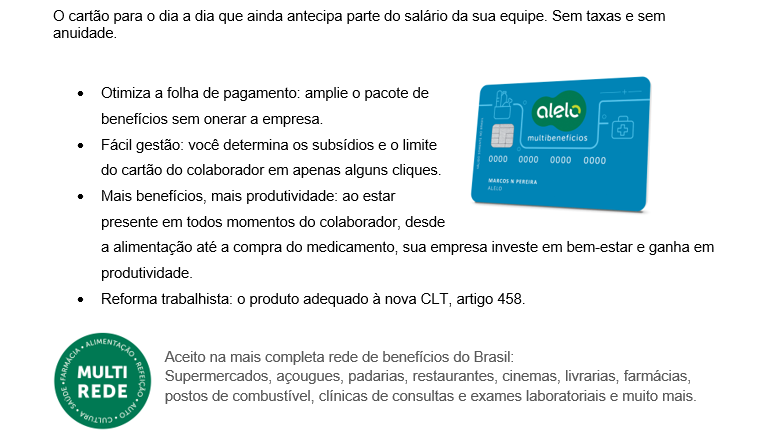 O cartão para o dia a dia que ainda antecipa parte do salário da sua equipe. Sem taxas e sem
anuidade.
• Otimiza a folha de pagamento: amplie o pacote de
benefícios sem onerar a empresa.
• Fácil gestão: você determina os subsídios e o limite
do cartão do colaborador em apenas alguns cliques.
• Mais benefícios, mais produtividade: ao estar
presente em todos momentos do colaborador, desde
a alimentação até a compra do medicamento, sua empresa investe em bem-estar e ganha em
produtividade.
• Reforma trabalhista: o produto adequado à nova CLT, artigo 458.
alelo
multibenefícios
0000 0000 0000 0000
MARCOS N PEREIRA
ALELO
MULTI
REDE
FARMÁCIA • ALIMENTAÇÃO • REFEIÇÃO • AUTO • CULTURA • SAÚDE
Aceito na mais completa rede de benefícios do Brasil:
Supermercados, açougues, padarias, restaurantes, cinemas, livrarias, farmácias,
postos de combustível, clínicas de consultas e exames laboratoriais e muito mais.